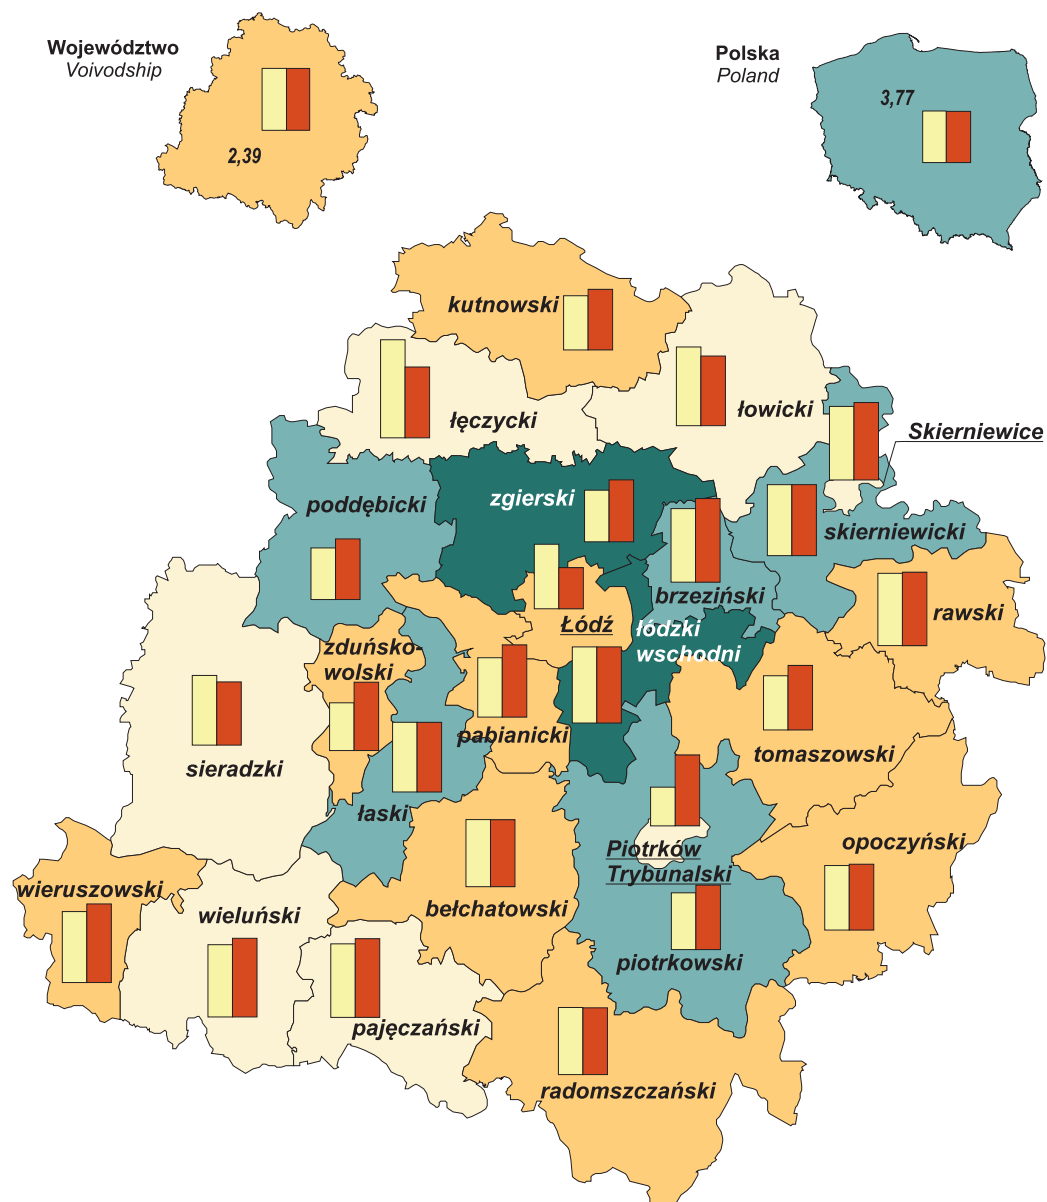 Województwo
Voivodship
2,39
Polska
Poland
3,77
kutnowski
łęczycki
łowicki
Skierniewice
zgierski
poddębicki
skierniewicki
brzeziński
rawski
Łódź
łódzki
wschodni
zduńsko-
wolski
pabianicki
tomaszowski
sieradzki
łaski
opoczyński
Piotrków
Trybunalski
wieruszowski
wieluński
bełchatowski
piotrkowski
pajęczański
radomszczański